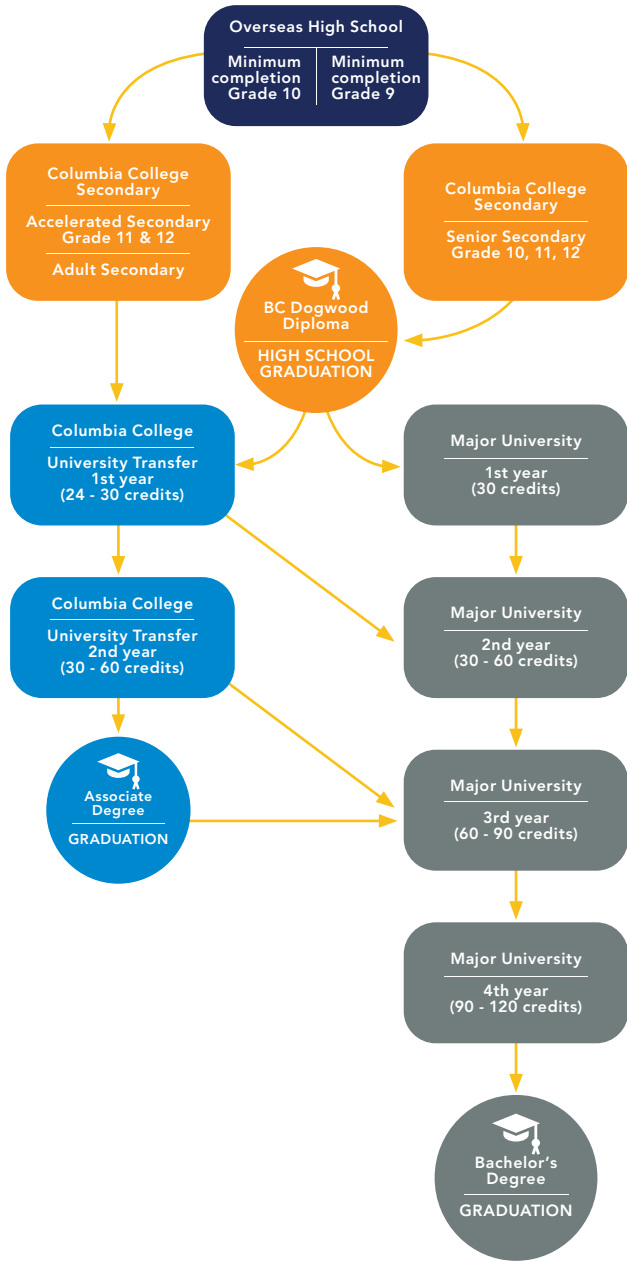 Overseas High School
Minimum
completion
Grade 10
Minimum
completion
Grade 9
Columbia College
Secondary
Accelerated Secondary
Grade 11 & 12
Adult Secondary
Columbia College
Secondary
Senior Secondary
Grade 10, 11, 12
BC Dogwood
Diploma
HIGH SCHOOL
GRADUATION
Columbia College
University Transfer
1st year
(24 - 30 credits)
Major University
1st year
(30 credits)
Columbia College
University Transfer
2nd year
(30 - 60 credits)
Major University
2nd year
(30 - 60 credits)
Associate
Degree
GRADUATION
Major University
3rd year
(60 - 90 credits)
Major University
4th year
(90 - 120 credits)
Bachelor's
Degree
GRADUATION